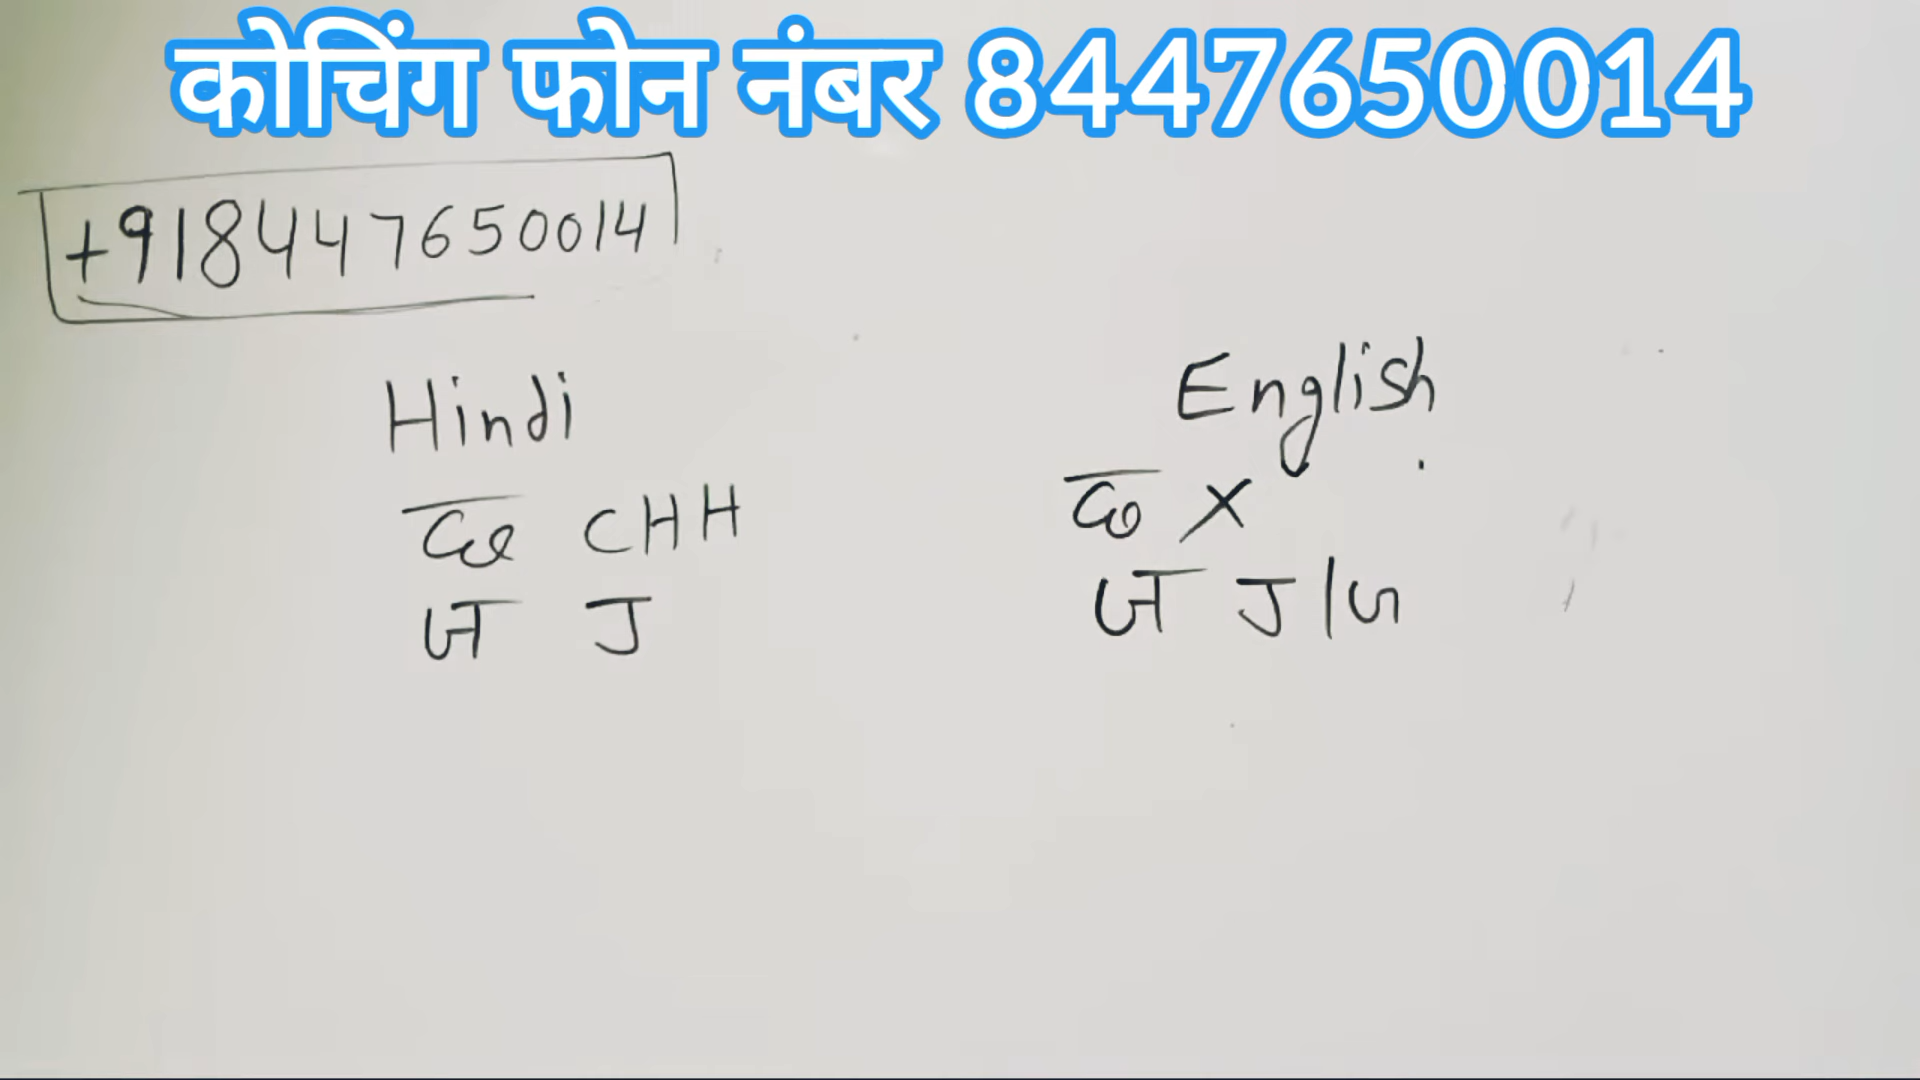 कोचिंग फोन नंबर 8447650014
+918447650014
Hindi
छ CHH
ज J
English
छ X
ज J/G